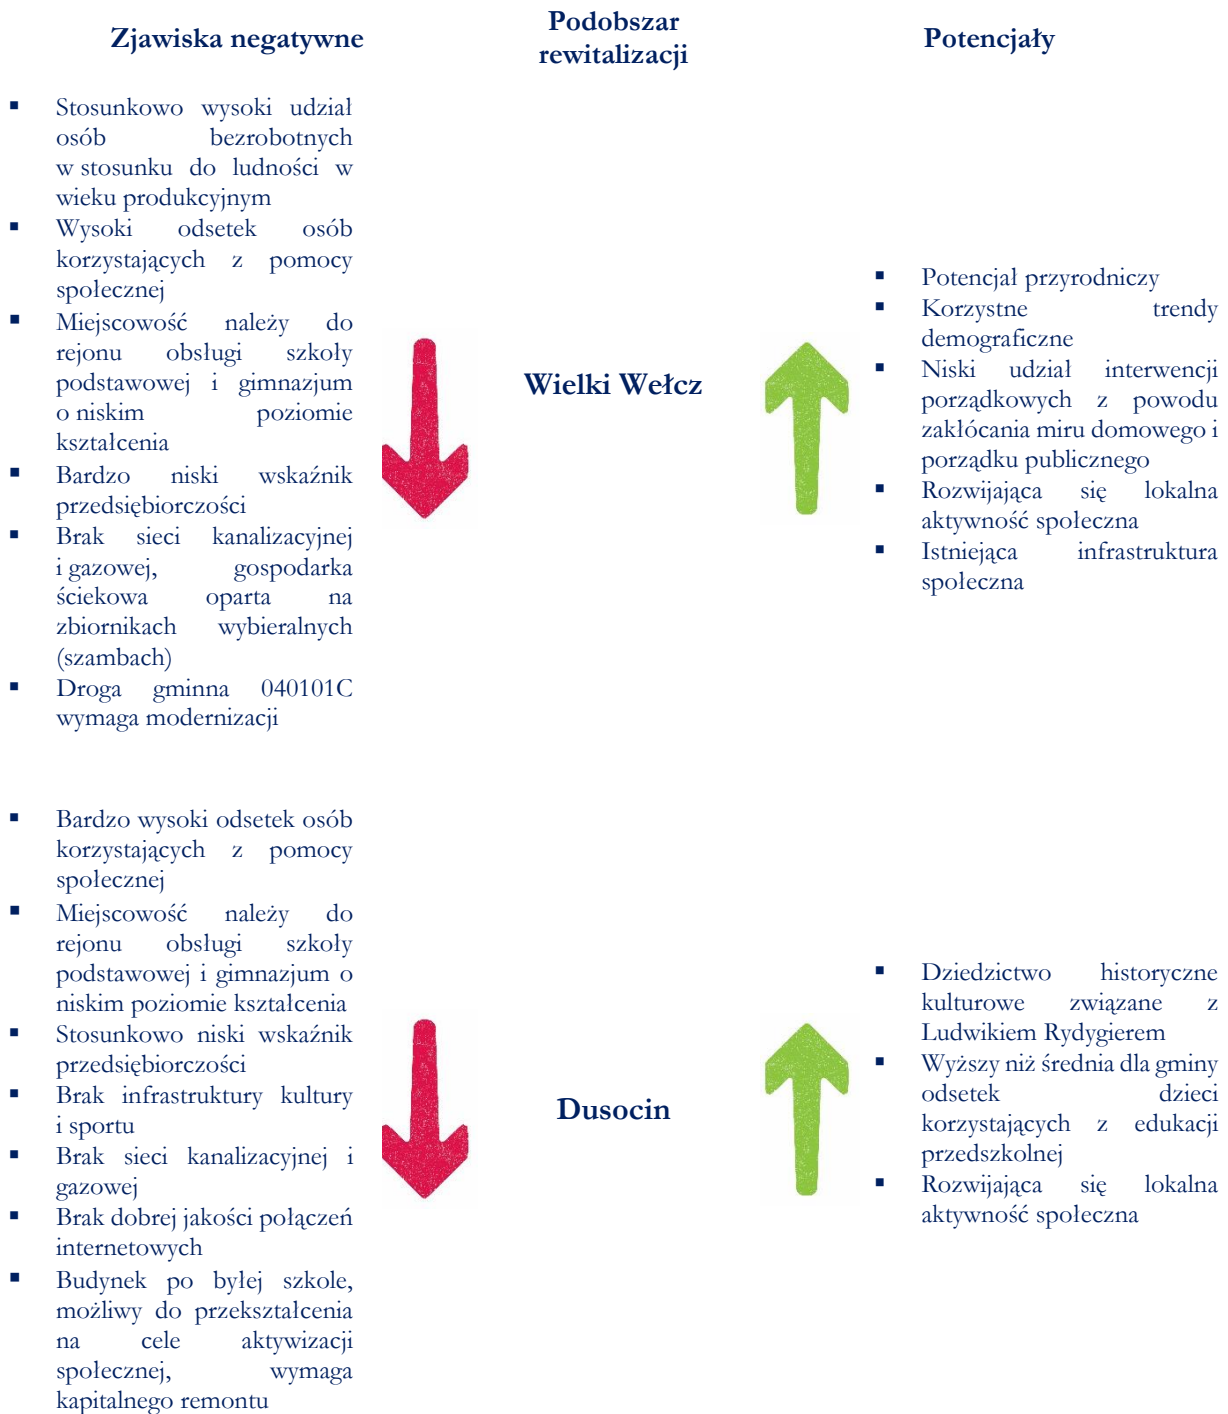 Zjawiska negatywne
Podobszar
rewitalizacji
Potencjały
▪ Stosunkowo wysoki udział
osób bezrobotnych
w stosunku do ludności w
wieku produkcyjnym
▪ Wysoki odsetek osób
korzystających z pomocy
społecznej
▪ Miejscowość należy do
rejonu obsługi szkoły
podstawowej i gimnazjum
o niskim poziomie
kształcenia
▪ Bardzo niski wskaźnik
przedsiębiorczości
▪ Brak sieci kanalizacyjnej
i gazowej, gospodarka
ściekowa oparta na
zbiornikach wybieralnych
(szambach)
▪ Droga gminna 040101C
wymaga modernizacji
Wielki Wełcz
▪ Potencjał przyrodniczy
▪ Korzystne trendy
demograficzne
▪ Niski udział interwencji
porządkowych z powodu
zakłócania miru domowego i
porządku publicznego
▪ Rozwijająca się lokalna
aktywność społeczna
▪ Istniejąca infrastruktura
społeczna
▪ Bardzo wysoki odsetek osób
korzystających z pomocy
społecznej
▪ Miejscowość należy do
rejonu obsługi szkoły
podstawowej i gimnazjum o
niskim poziomie kształcenia
▪ Stosunkowo niski wskaźnik
przedsiębiorczości
▪ Brak infrastruktury kultury
i sportu
▪ Brak sieci kanalizacyjnej i
gazowej
▪ Brak dobrej jakości połączeń
internetowych
▪ Budynek po byłej szkole,
możliwy do przekształcenia
na cele aktywizacji
społecznej, wymaga
kapitalnego remontu
Dusocin
▪ Dziedzictwo historyczne
kulturowe związane z
Ludwikiem Rydygierem
▪ Wyższy niż średnia dla gminy
odsetek dzieci
korzystających z edukacji
przedszkolnej
▪ Rozwijająca się lokalna
aktywność społeczna